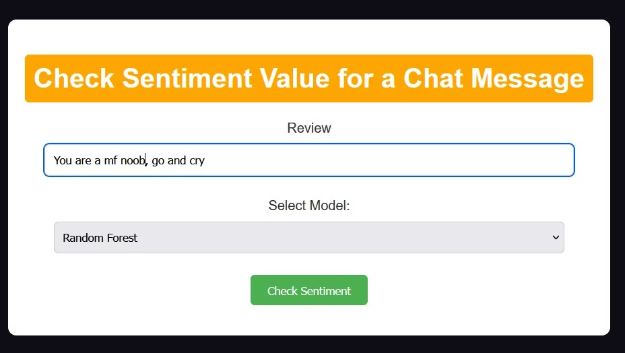 Check Sentiment Value for a Chat Message
Review
You are a mf noob, go and cry
Select Model:
Random Forest
Check Sentiment